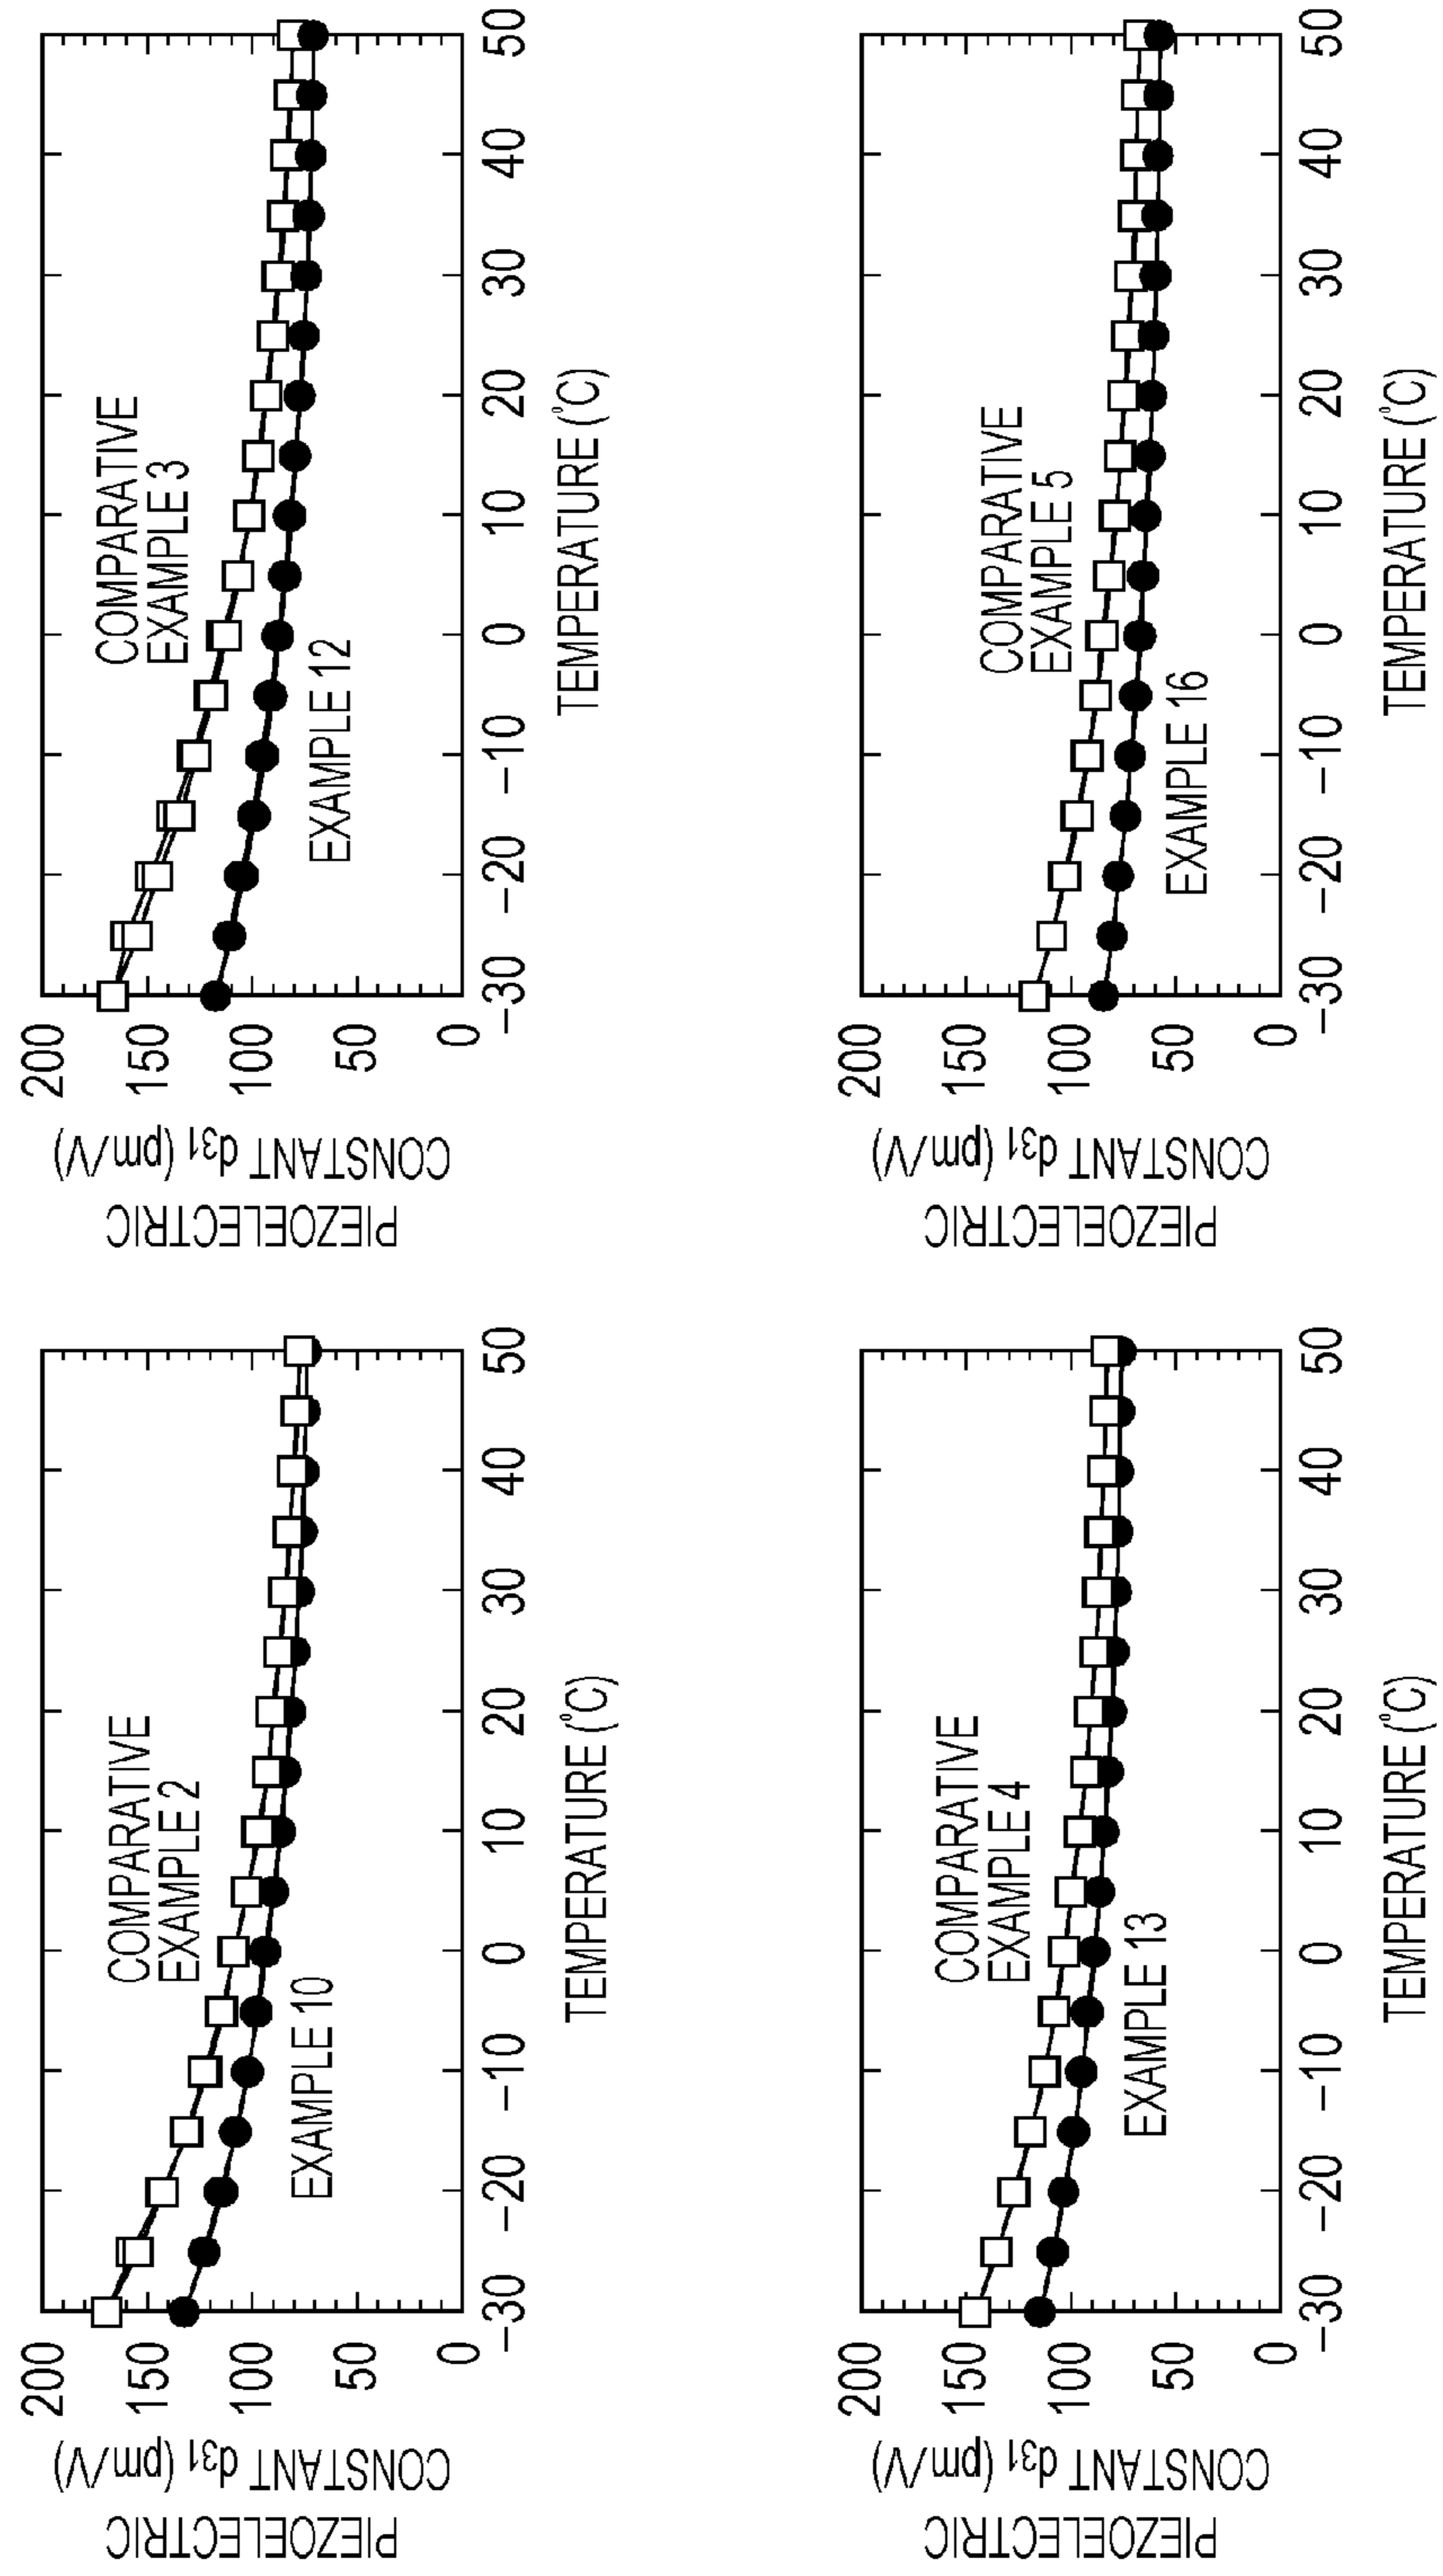 PIEZOELECTRIC
CONSTANT d31 (pm/V)
200
150
100
50
0
COMPARATIVE
EXAMPLE 2
EXAMPLE 10
−30 −20 −10 0 10 20 30 40 50
TEMPERATURE (°C)
PIEZOELECTRIC
CONSTANT d31 (pm/V)
200
150
100
50
0
COMPARATIVE
EXAMPLE 3
EXAMPLE 12
−30 −20 −10 0 10 20 30 40 50
TEMPERATURE (°C)
PIEZOELECTRIC
CONSTANT d31 (pm/V)
200
150
100
50
0
COMPARATIVE
EXAMPLE 4
EXAMPLE 13
−30 −20 −10 0 10 20 30 40 50
TEMPERATURE (°C)
PIEZOELECTRIC
CONSTANT d31 (pm/V)
200
150
100
50
0
COMPARATIVE
EXAMPLE 5
EXAMPLE 16
−30 −20 −10 0 10 20 30 40 50
TEMPERATURE (°C)